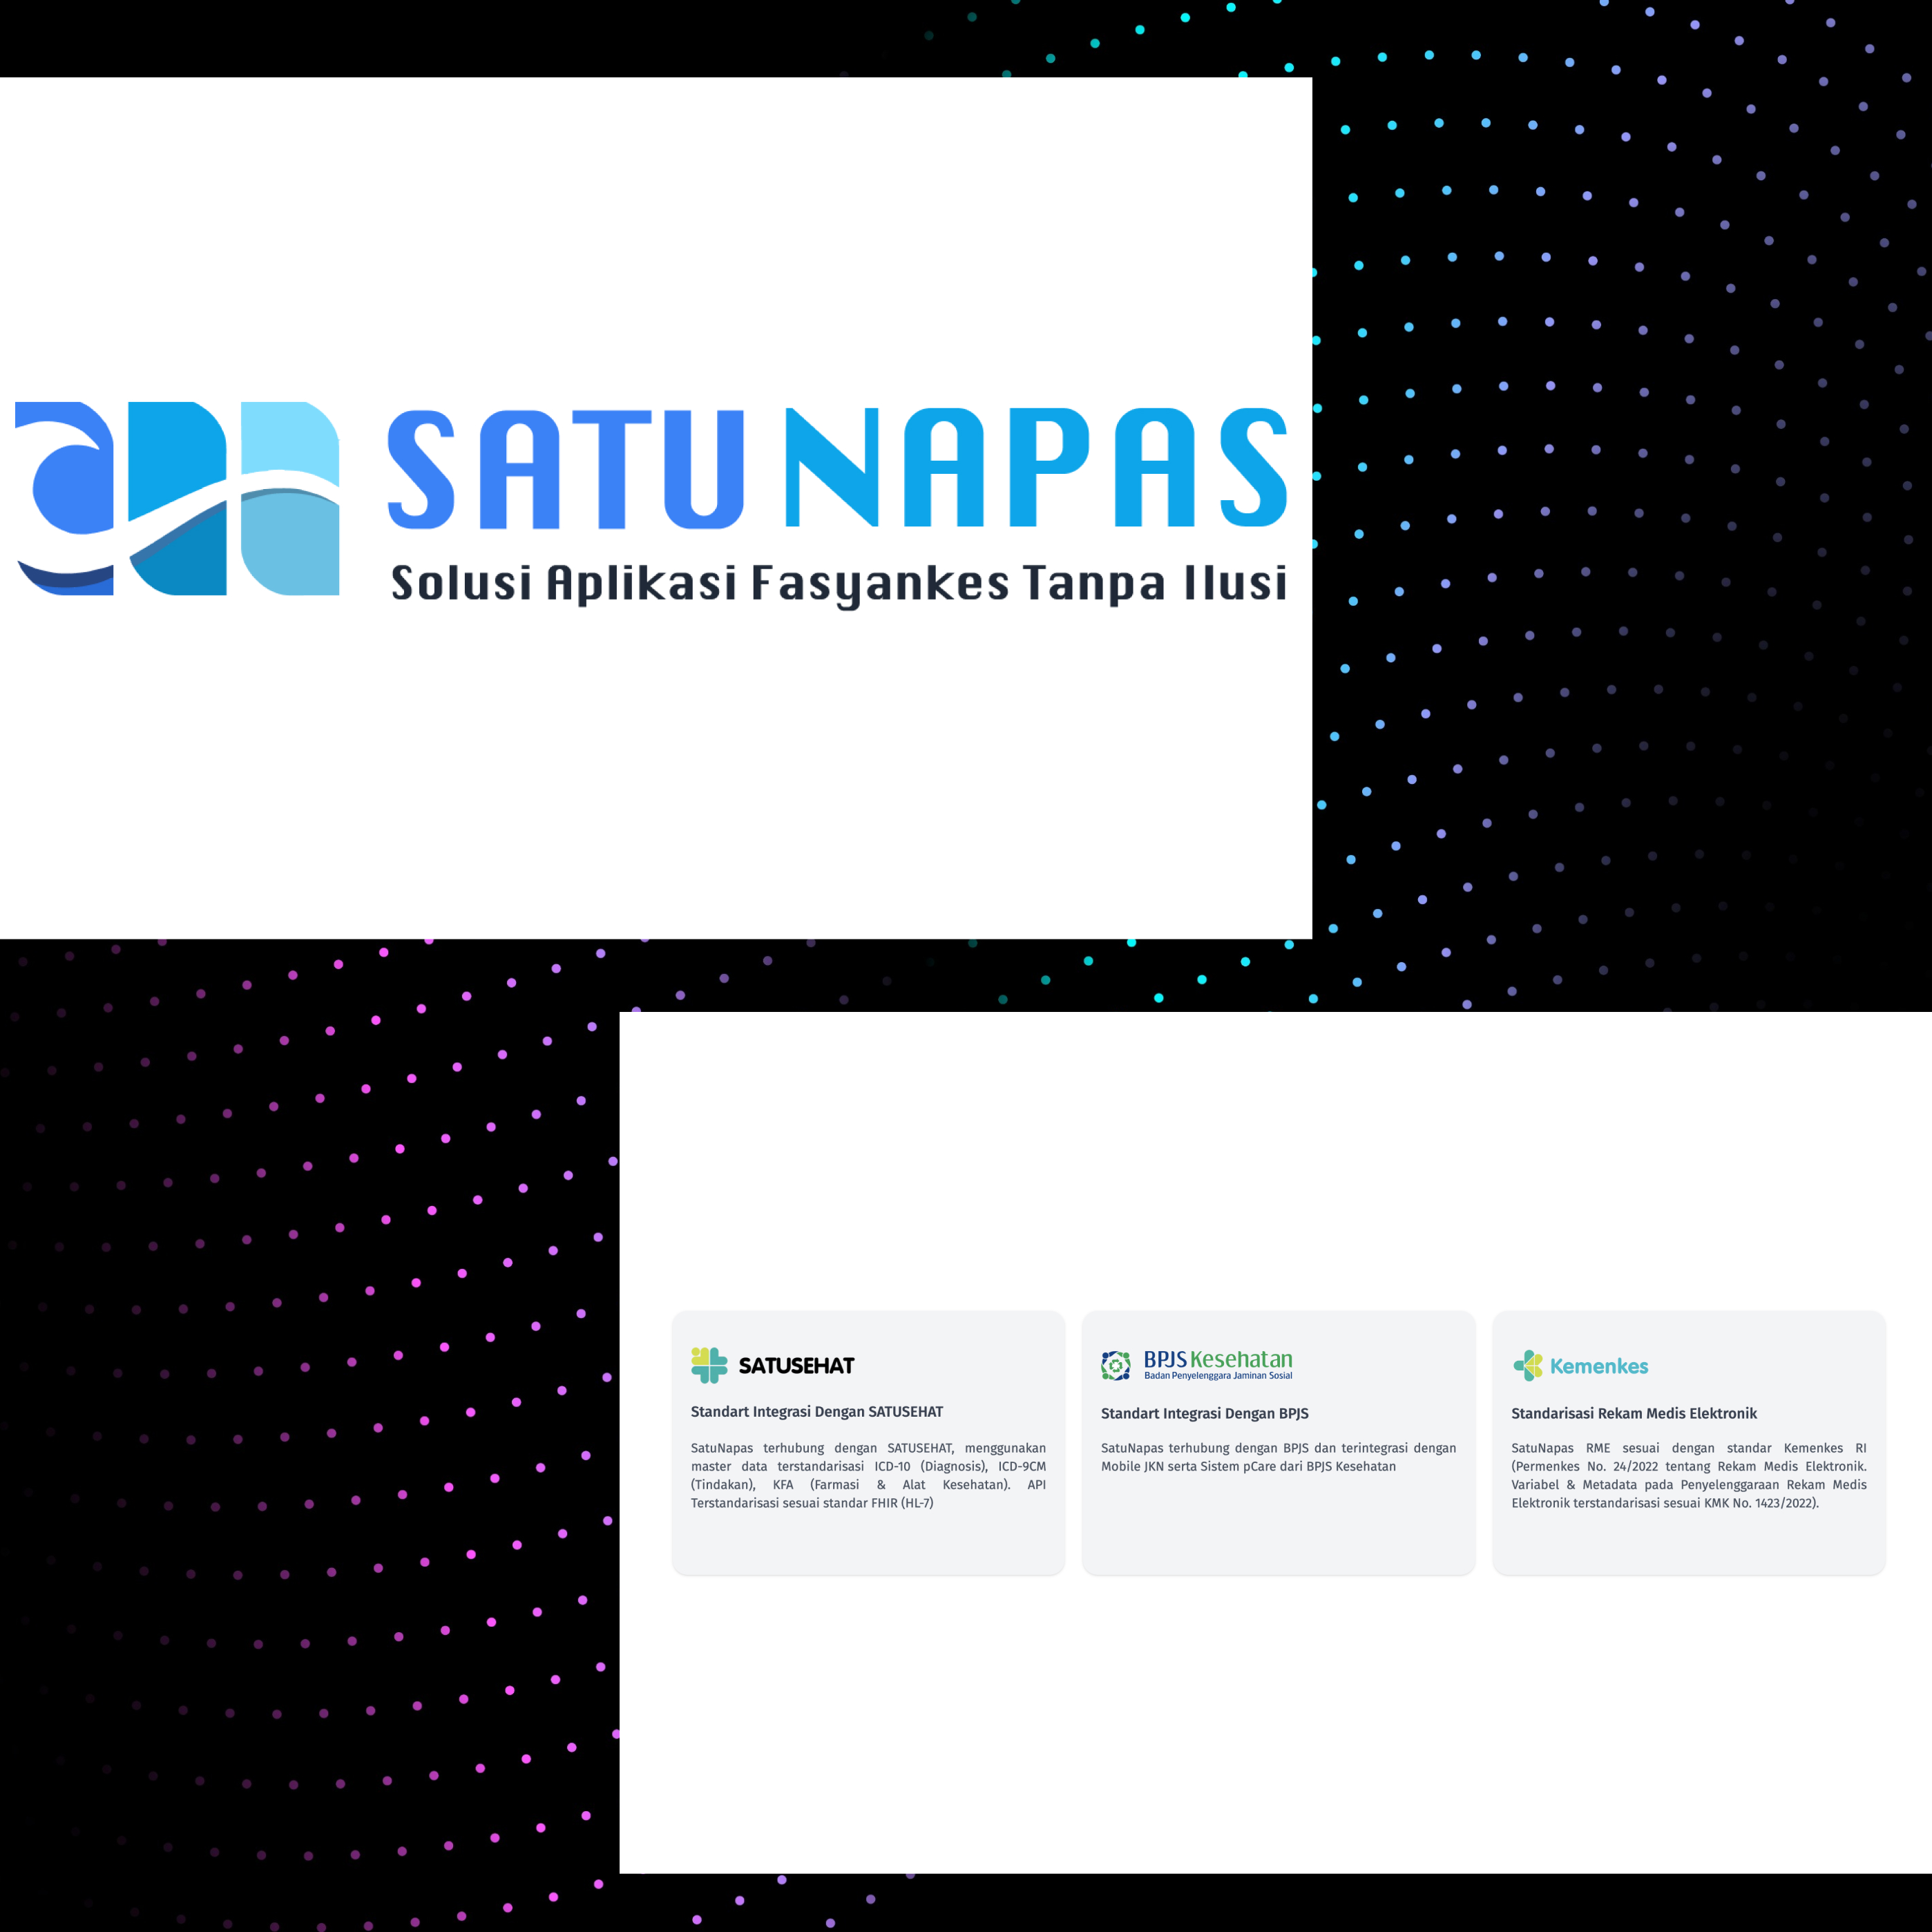 SATU NAPAS
Solusi Aplikasi Fasyankes Tanpa Ilusi
SATUSEHAT
Standart Integrasi Dengan SATUSEHAT
SatuNapas terhubung dengan SATUSEHAT, menggunakan
master data terstandarisasi ICD-10 (Diagnosis), ICD-9CM
(Tindakan), KFA (Farmasi & Alat Kesehatan). API
Terstandarisasi sesuai standar FHIR (HL-7)
BPJS Kesehatan
Badan Penyelenggara Jaminan Sosial
Standart Integrasi Dengan BPJS
SatuNapas terhubung dengan BPJS dan terintegrasi dengan
Mobile JKN serta Sistem pCare dari BPJS Kesehatan
Kemenkes
Standarisasi Rekam Medis Elektronik
SatuNapas RME sesuai dengan standar Kemenkes RI
(Permenkes No. 24/2022 tentang Rekam Medis Elektronik.
Variabel & Metadata pada Penyelenggaraan Rekam Medis
Elektronik terstandarisasi sesuai KMK No. 1423/2022).